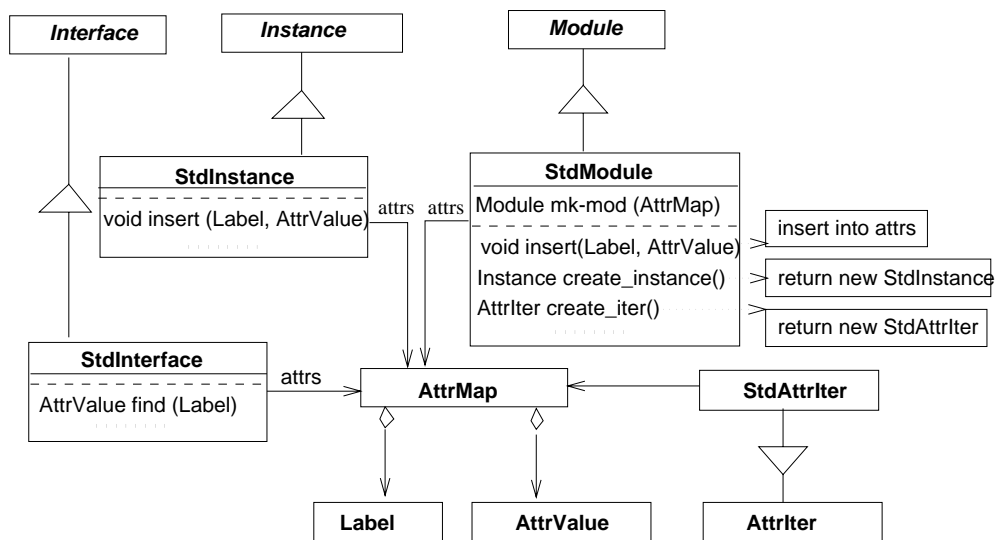 Interface
Instance
Module
StdInstance
void insert (Label, AttrValue)
attrs
attrs
StdModule
Module mk-mod (AttrMap)
void insert(Label, AttrValue)
Instance create_instance()
AttrIter create_iter()
insert into attrs
return new StdInstance
return new StdAttrIter
StdInterface
AttrValue find (Label)
attrs
AttrMap
StdAttrIter
Label
AttrValue
AttrIter